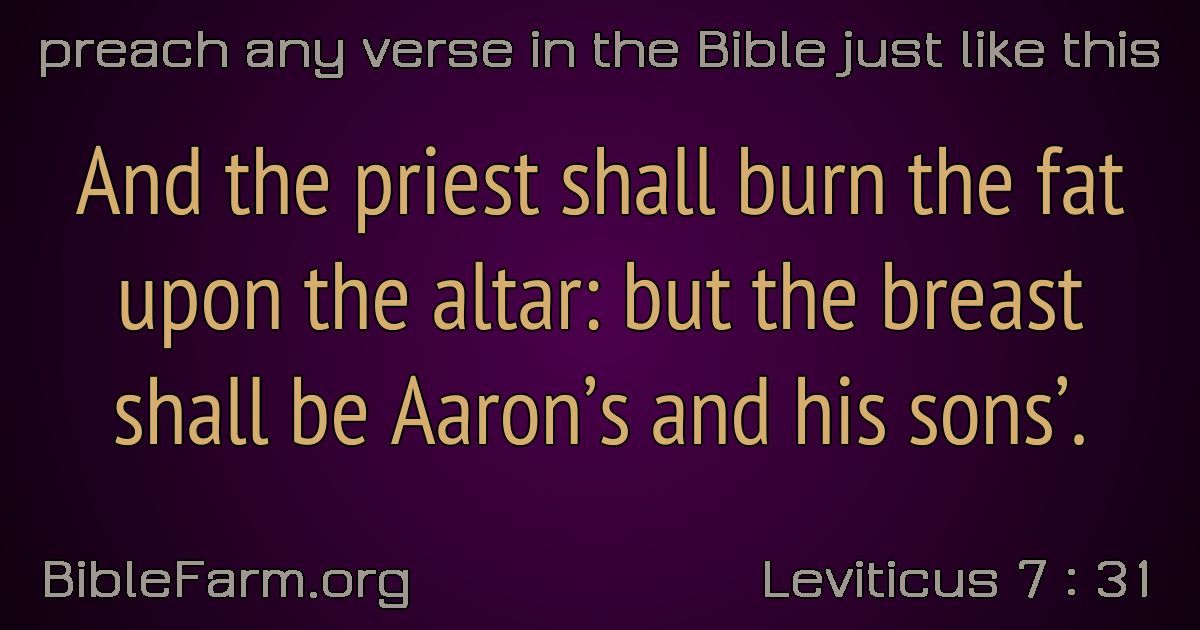 preach any verse in the Bible just like this
And the priest shall burn the fat
upon the altar: but the breast
shall be Aaron’s and his sons’.
BibleFarm.org
Leviticus 7 : 31